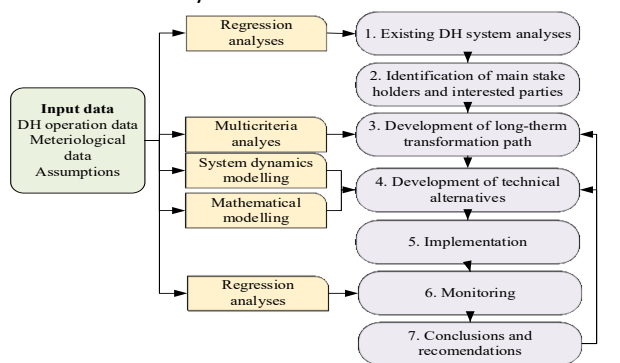 Input data
DH operation data
Meteriological
data
Assumptions
Regression
analyses
Multicriteria
analyes
System dynamics
modelling
Mathematical
modelling
Regression
analyses
1. Existing DH system analyses
2. Identification of main stake
holders and interested parties
3. Development of long-therm
transformation path
4. Development of technical
alternatives
5. Implementation
6. Monitoring
7. Conclusions and
recomendations